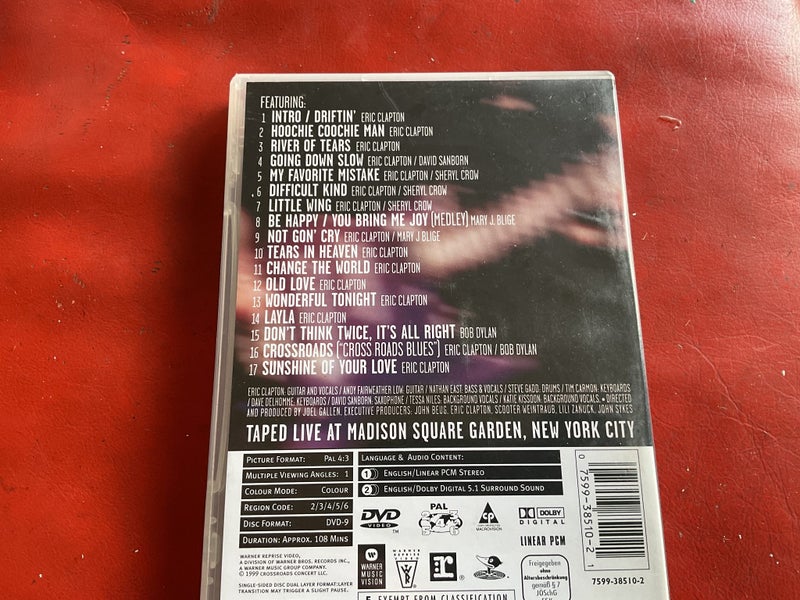 FEATURING:
1 INTRO / DRIFTIN' ERIC CLAPTON
2 HOOCHIE COOCHIE MAN ERIC CLAPTON
3 RIVER OF TEARS ERIC CLAPTON
4 GOING DOWN SLOW ERIC CLAPTON / DAVID SANBORN
5 MY FAVORITE MISTAKE ERIC CLAPTON / SHERYL CROW
6 DIFFICULT KIND ERIC CLAPTON / SHERYL CROW
7 LITTLE WING ERIC CLAPTON / SHERYL CROW
8 BE HAPPY / YOU BRING ME JOY (MEDLEY) MARY J. BLIGE
9 NOT GON' CRY ERIC CLAPTON / MARY J BLIGE
10 TEARS IN HEAVEN ERIC CLAPTON
11 CHANGE THE WORLD ERIC CLAPTON
12 OLD LOVE ERIC CLAPTON
13 WONDERFUL TONIGHT ERIC CLAPTON
14 LAYLA ERIC CLAPTON
15 DON'T THINK TWICE, IT'S ALL RIGHT BOB DYLAN
16 CROSSROADS ("CROSS ROADS BLUES") ERIC CLAPTON / BOB DYLAN
17 SUNSHINE OF YOUR LOVE ERIC CLAPTON
ERIC CLAPTON: GUITAR AND VOCALS / ANDY FAIRWEATHER LOW: GUITAR / NATHAN EAST: BASS & VOCALS / STEVE GADD: DRUMS / TIM CARMON: KEYBOARDS
/ DAVE DELHOMME: KEYBOARDS / DAVID SANBORN: SAXOPHONE / TESSA NILES: BACKGROUND VOCALS / KATIE KISSOON: BACKGROUND VOCALS. • DIRECTED
AND PRODUCED BY JOEL GALLEN. EXECUTIVE PRODUCERS: JOHN BEUG, ERIC CLAPTON, SCOOTER WEINTRAUB, LILI ZANUCK, JOHN SYKES
TAPED LIVE AT MADISON SQUARE GARDEN, NEW YORK CITY
PICTURE FORMAT: PAL 4:3
MULTIPLE VIEWING ANGLES: 1
COLOUR MODE: COLOUR
REGION CODE: 2/3/4/5/6
DISC FORMAT: DVD-9
DURATION: APPROX. 108 MINS
LANGUAGE & AUDIO CONTENT:
1 ENGLISH/LINEAR PCM STEREO
2 ENGLISH/DOLBY DIGITAL 5.1 SURROUND SOUND
DVD VIDEO TM
PAL
CP
MACROVISION
DOLBY DIGITAL
LINEAR PCM
0 7599-38510-2 1
7599-38510-2
WARNER REPRISE VIDEO,
A DIVISION OF WARNER BROS. RECORDS INC.,
A WARNER MUSIC GROUP COMPANY.
© 1999 CROSSROADS CONCERT LLC.
SINGLE-SIDED DISC DUAL LAYER FORMAT:LAYER
TRANSITION MAY TRIGGER A SLIGHT PAUSE.
WARNER MUSIC VISION
WARNER REPRISE VIDEO
r
Freigegeben
ohne
Altersbeschränkung
gemäß § 7
JÖSchG
FSK
E EXEMPT FROM CLASSIFICATION